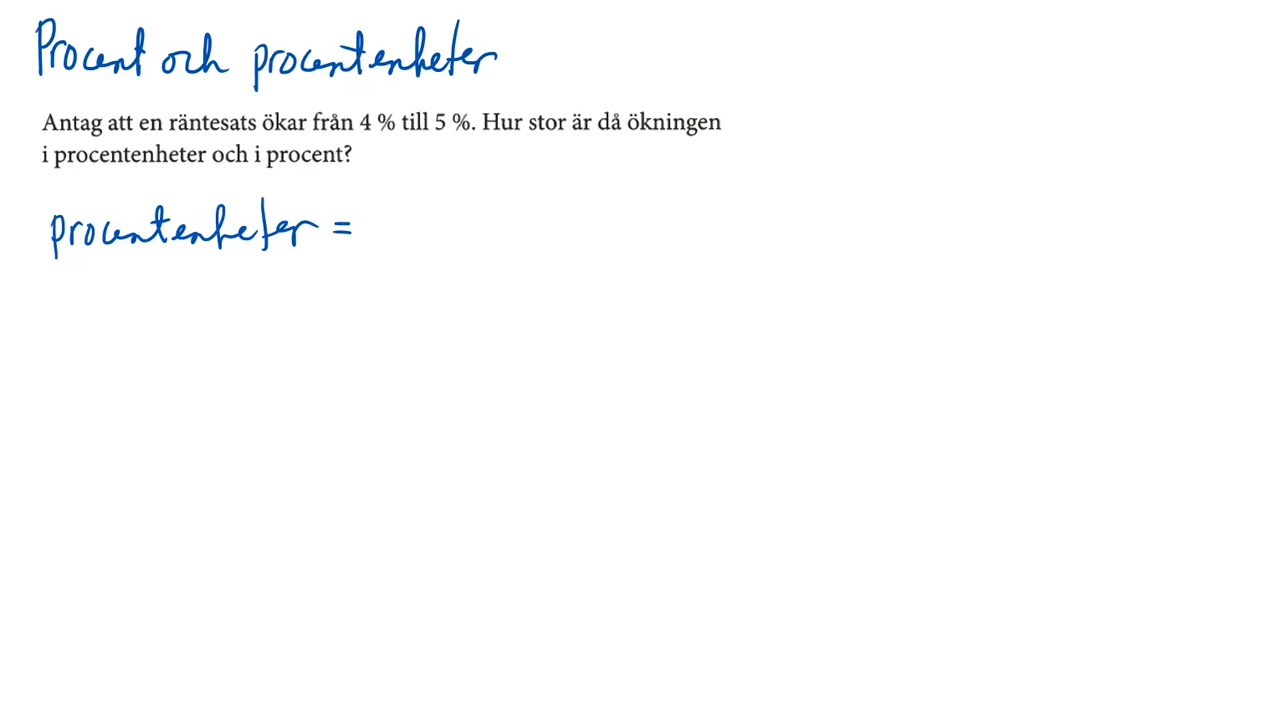 Procent och procentenheter
Antag att en räntesats ökar från 4 % till 5 %. Hur stor är då ökningen
i procentenheter och i procent?
procentenheter =